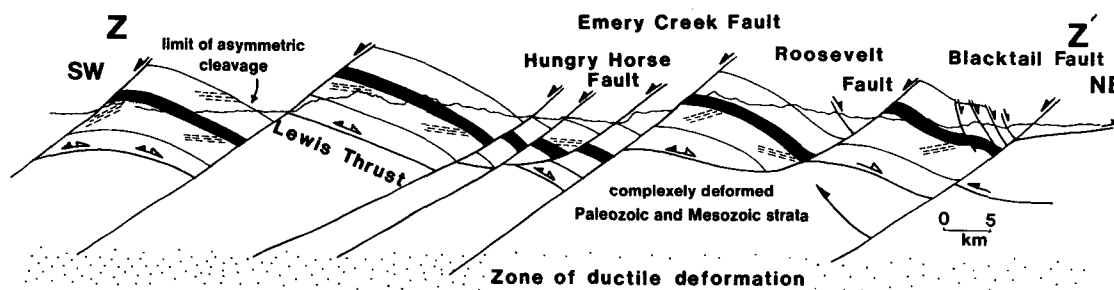 Z
Emery Creek Fault
Z′
limit of asymmetric
cleavage
Roosevelt
Fault
Blacktail Fault
SW
Hungry Horse
Fault
NE
Lewis Thrust
complexely deformed
Paleozoic and Mesozoic strata
0 5
km
Zone of ductile deformation